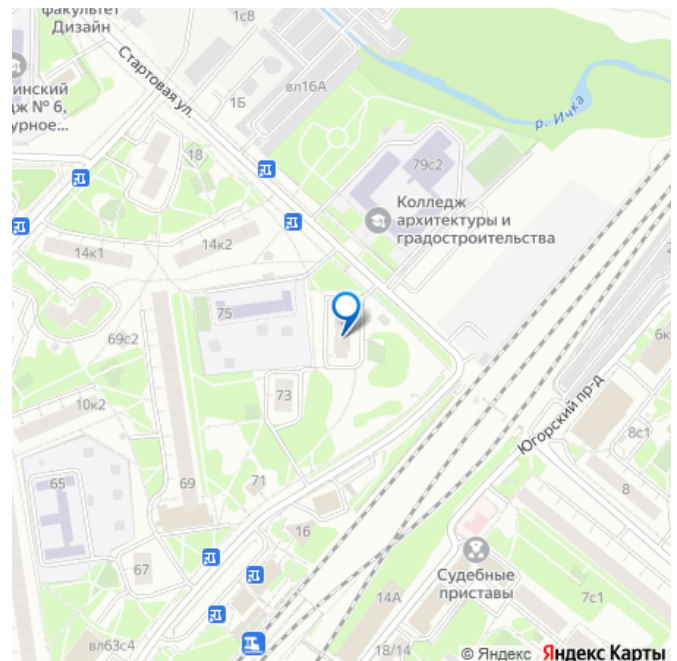 факультет
Дизайн
1с8
Стартовая ул.
1Б
вл16А
инский
дж № 6,
урное...
р. Ичка
18
79с2
Колледж
архитектуры и
градостроительства
14к1
14к2
75
69с2
73
10к2
65
69
71
67
16
вл63с4
Югорский пр-д
6к
8с1
8
Судебные
приставы
14А
7с1
18/14
© Яндекс Яндекс Карты